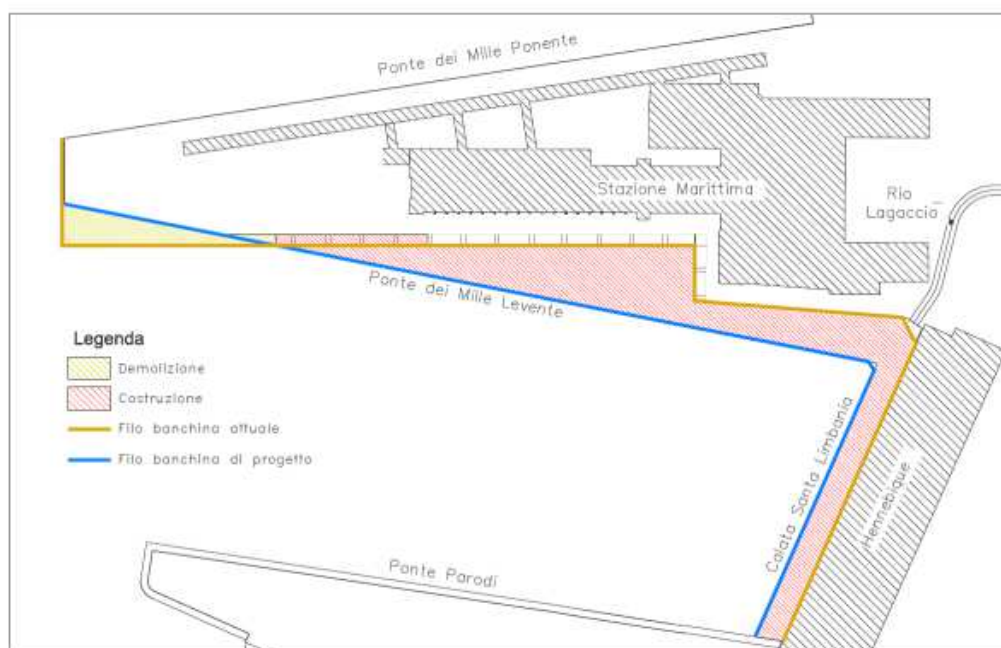 Ponte dei Mille Ponente
Stazione Marittima
Rio
Lagaccio
Ponte dei Mille Levente
Legenda
Demolizione
Costruzione
Filo banchina attuale
Filo banchina di progetto
Calata Santa Limbania
Hennebique
Ponte Parodi